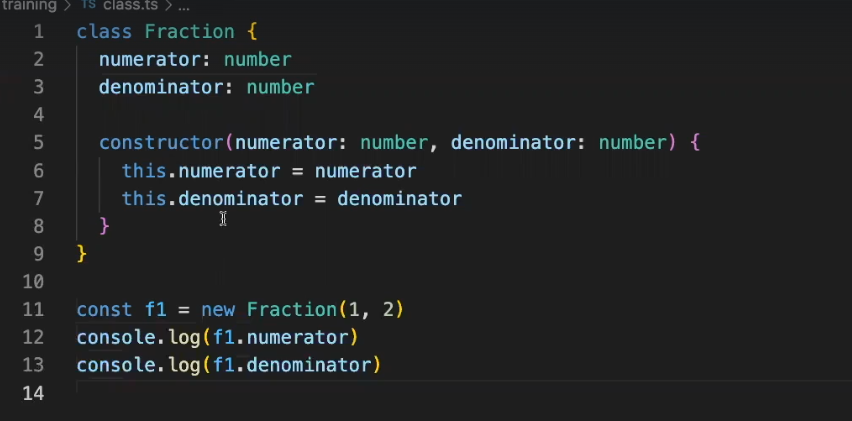 training > TS class.ts > ...
1 class Fraction {
2 numerator: number
3 denominator: number
4
5 constructor(numerator: number, denominator: number) {
6 this.numerator = numerator
7 this.denominator = denominator
8 }
9 }
10
11 const f1 = new Fraction(1, 2)
12 console.log(f1.numerator)
13 console.log(f1.denominator)
14